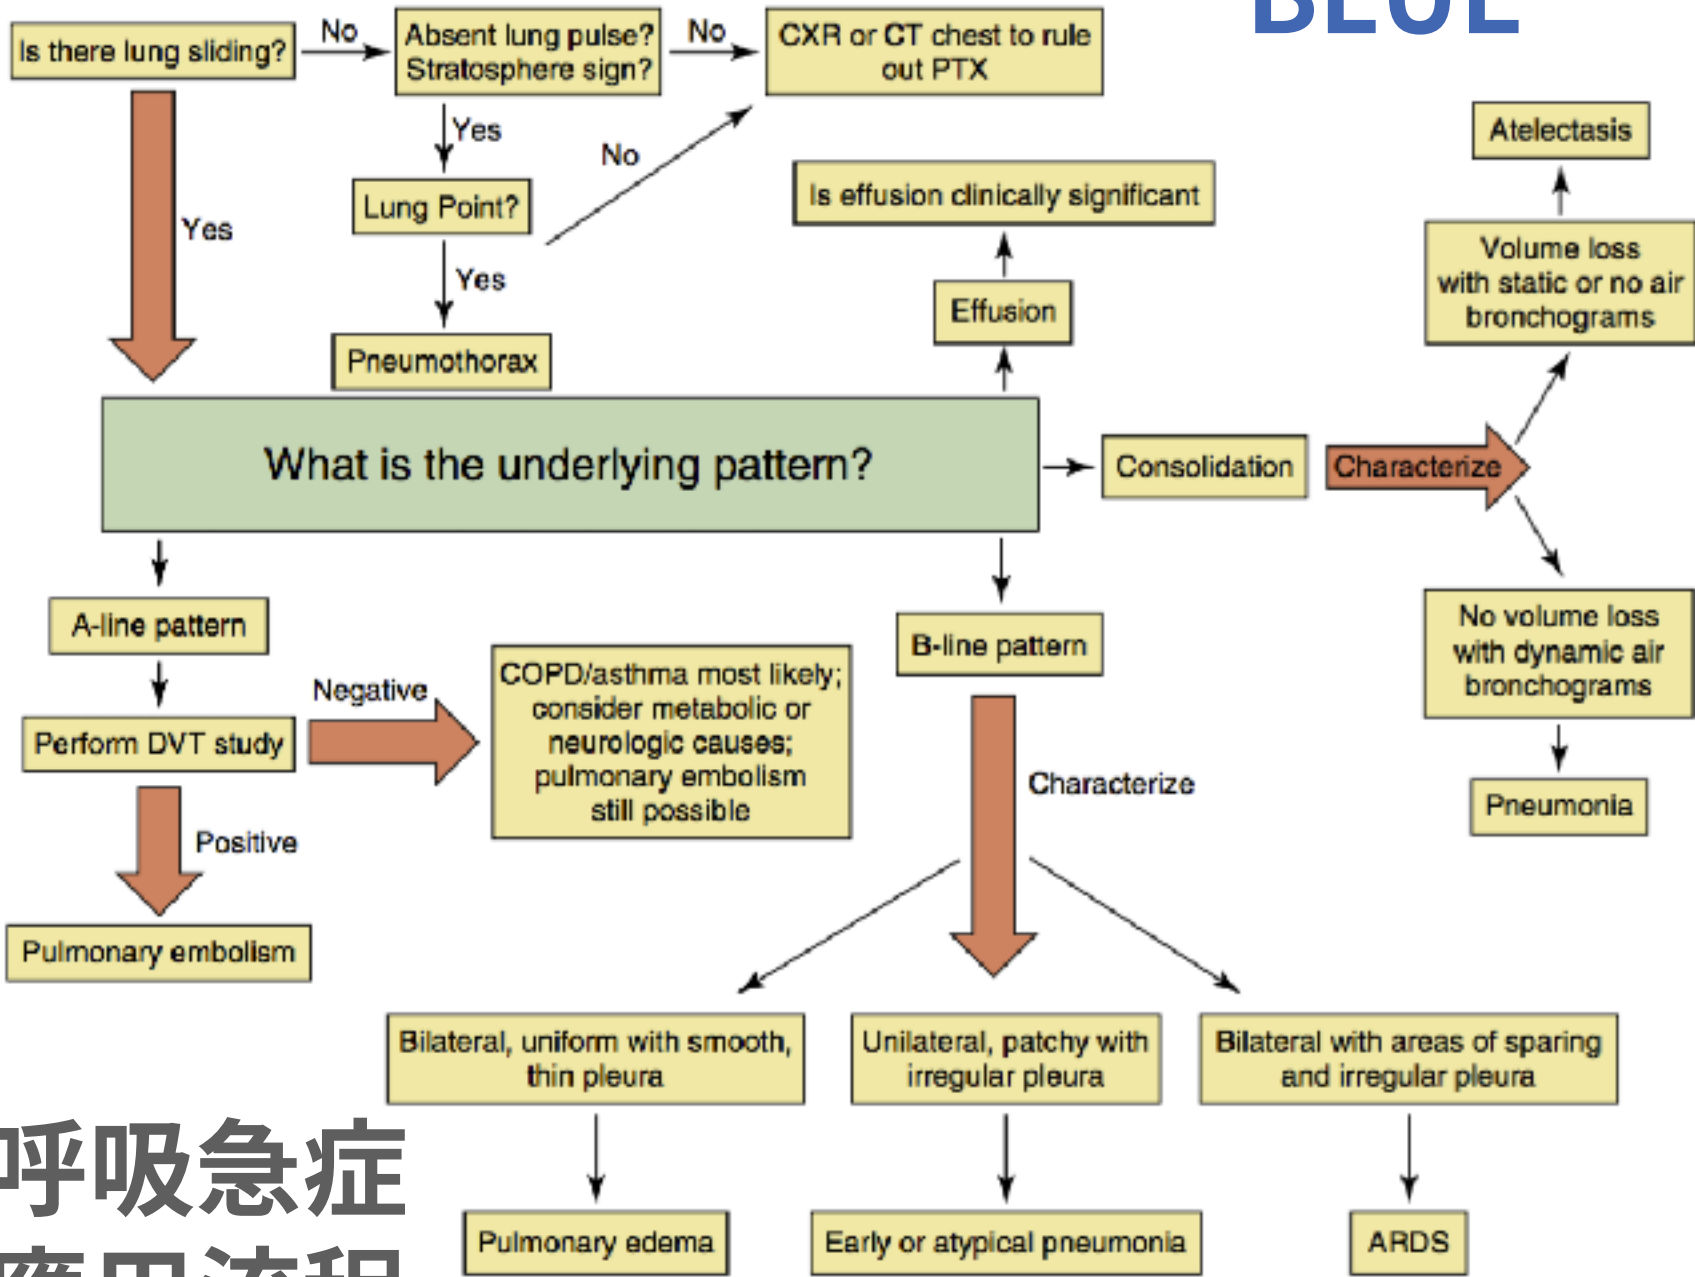 BLUE
Is there lung sliding?
No
Absent lung pulse?
Stratosphere sign?
No
CXR or CT chest to rule
out PTX
Yes
Yes
Lung Point?
No
Yes
Pneumothorax
Is effusion clinically significant
Effusion
Atelectasis
Volume loss
with static or no air
bronchograms
What is the underlying pattern?
Consolidation
Characterize
No volume loss
with dynamic air
bronchograms
Pneumonia
A-line pattern
Perform DVT study
Negative
COPD/asthma most likely;
consider metabolic or
neurologic causes;
pulmonary embolism
still possible
Positive
Pulmonary embolism
B-line pattern
Characterize
Bilateral, uniform with smooth,
thin pleura
Unilateral, patchy with
irregular pleura
Bilateral with areas of sparing
and irregular pleura
Pulmonary edema
Early or atypical pneumonia
ARDS
呼吸急症
應用流程